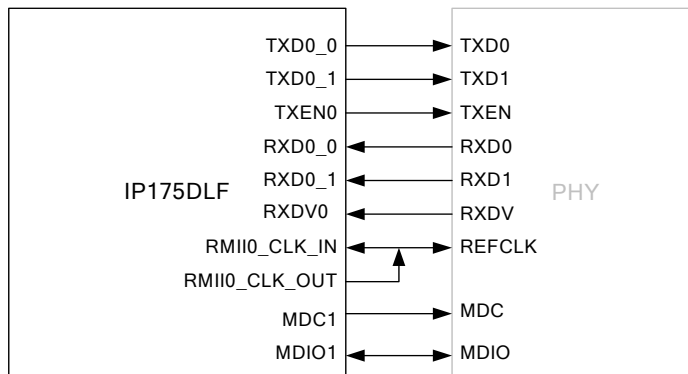 TXD0_0 TXD0
TXD0_1 TXD1
TXEN0 TXEN
RXD0_0 RXD0
RXD0_1 RXD1
IP175DLF PHY
RXDV0 RXDV
RMII0_CLK_IN REFCLK
RMII0_CLK_OUT
MDC1 MDC
MDIO1 MDIO